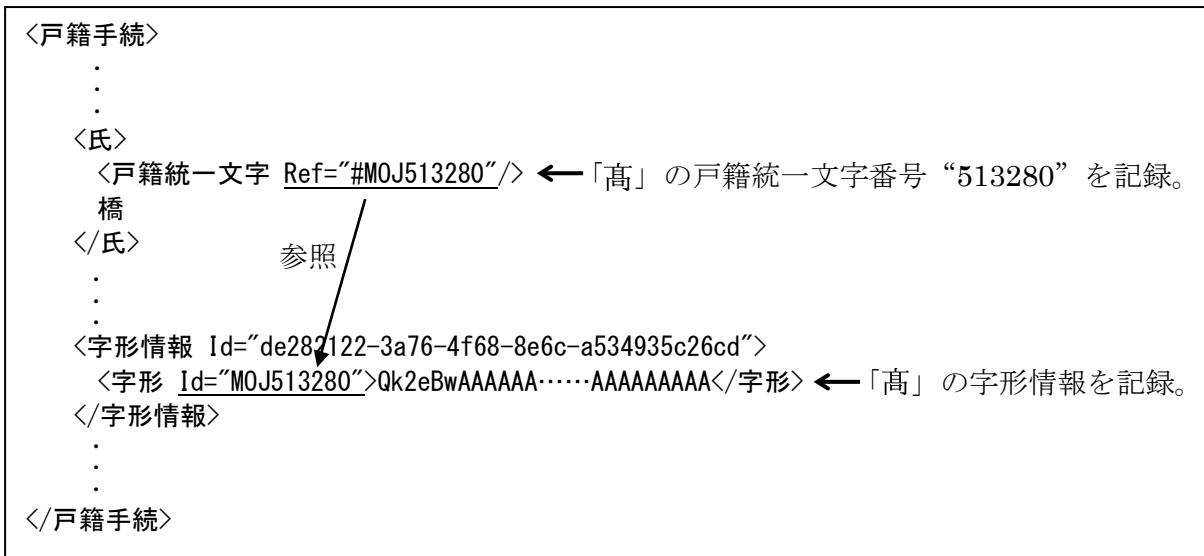 <戸籍手続>
.
.
.
<氏>
<戸籍統一文字 Ref="#MOJ513280"/> ←「髙」の戸籍統一文字番号“513280”を記録。
橋
</氏>
参照
.
.
.
<字形情報 Id="de282122-3a76-4f68-8e6c-a534935c26cd">
<字形 Id="MOJ513280">Qk2eBwAAAAAA……AAAAAAAAA</字形> ←「髙」の字形情報を記録。
</字形情報>
.
.
.
</戸籍手続>